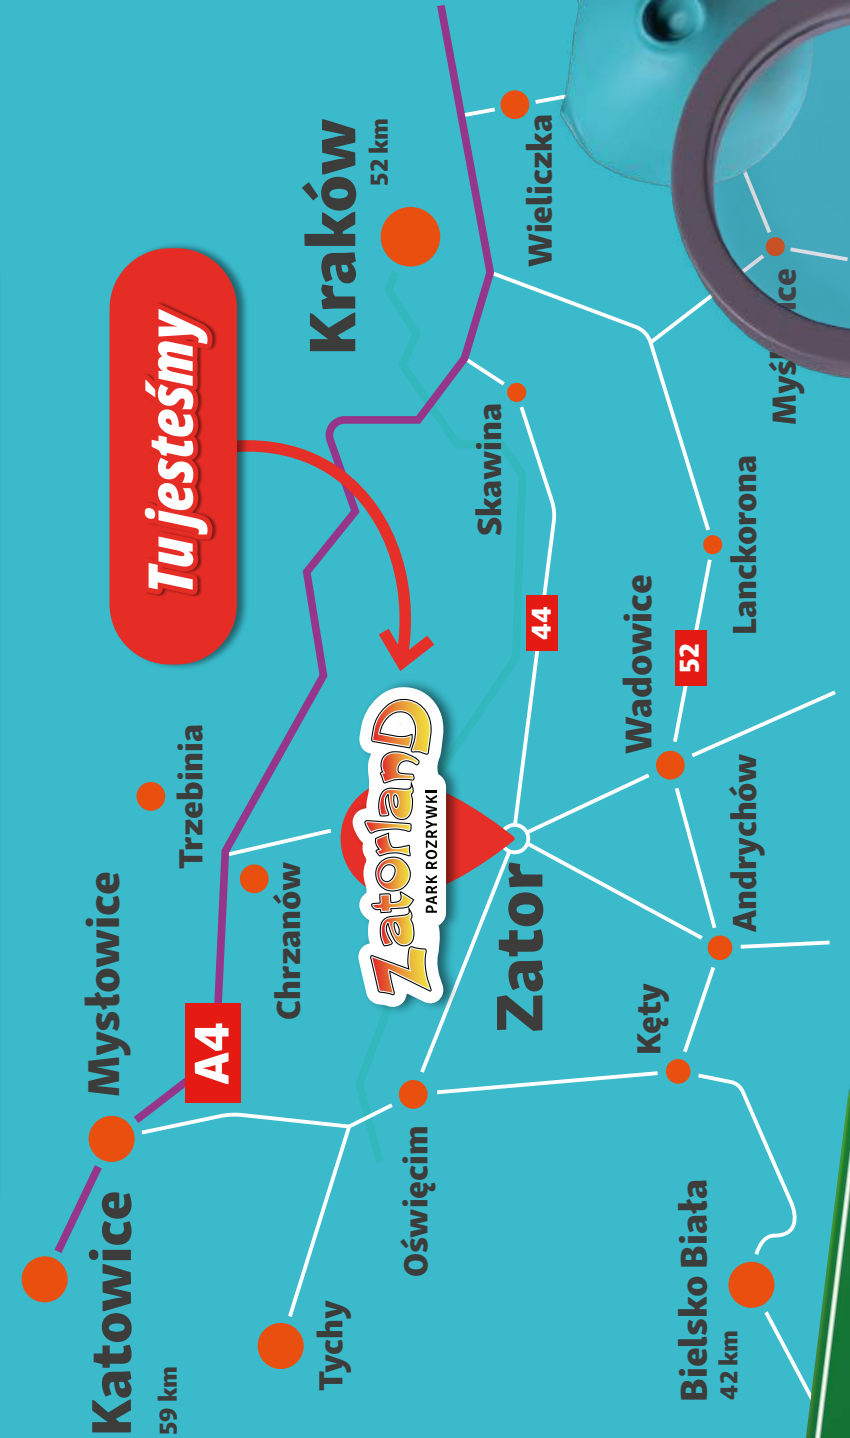 Tu jesteśmy
Katowice
59 km
Mysłowice
A4
Trzebinia
Chrzanów
Kraków
52 km
Wieliczka
Skawina
Tychy
Oświęcim
Zatorland
PARK ROZRYWKI
Zator
44
Wadowice
52
Lanckorona
Kęty
Andrychów
Bielsko Biała
42 km